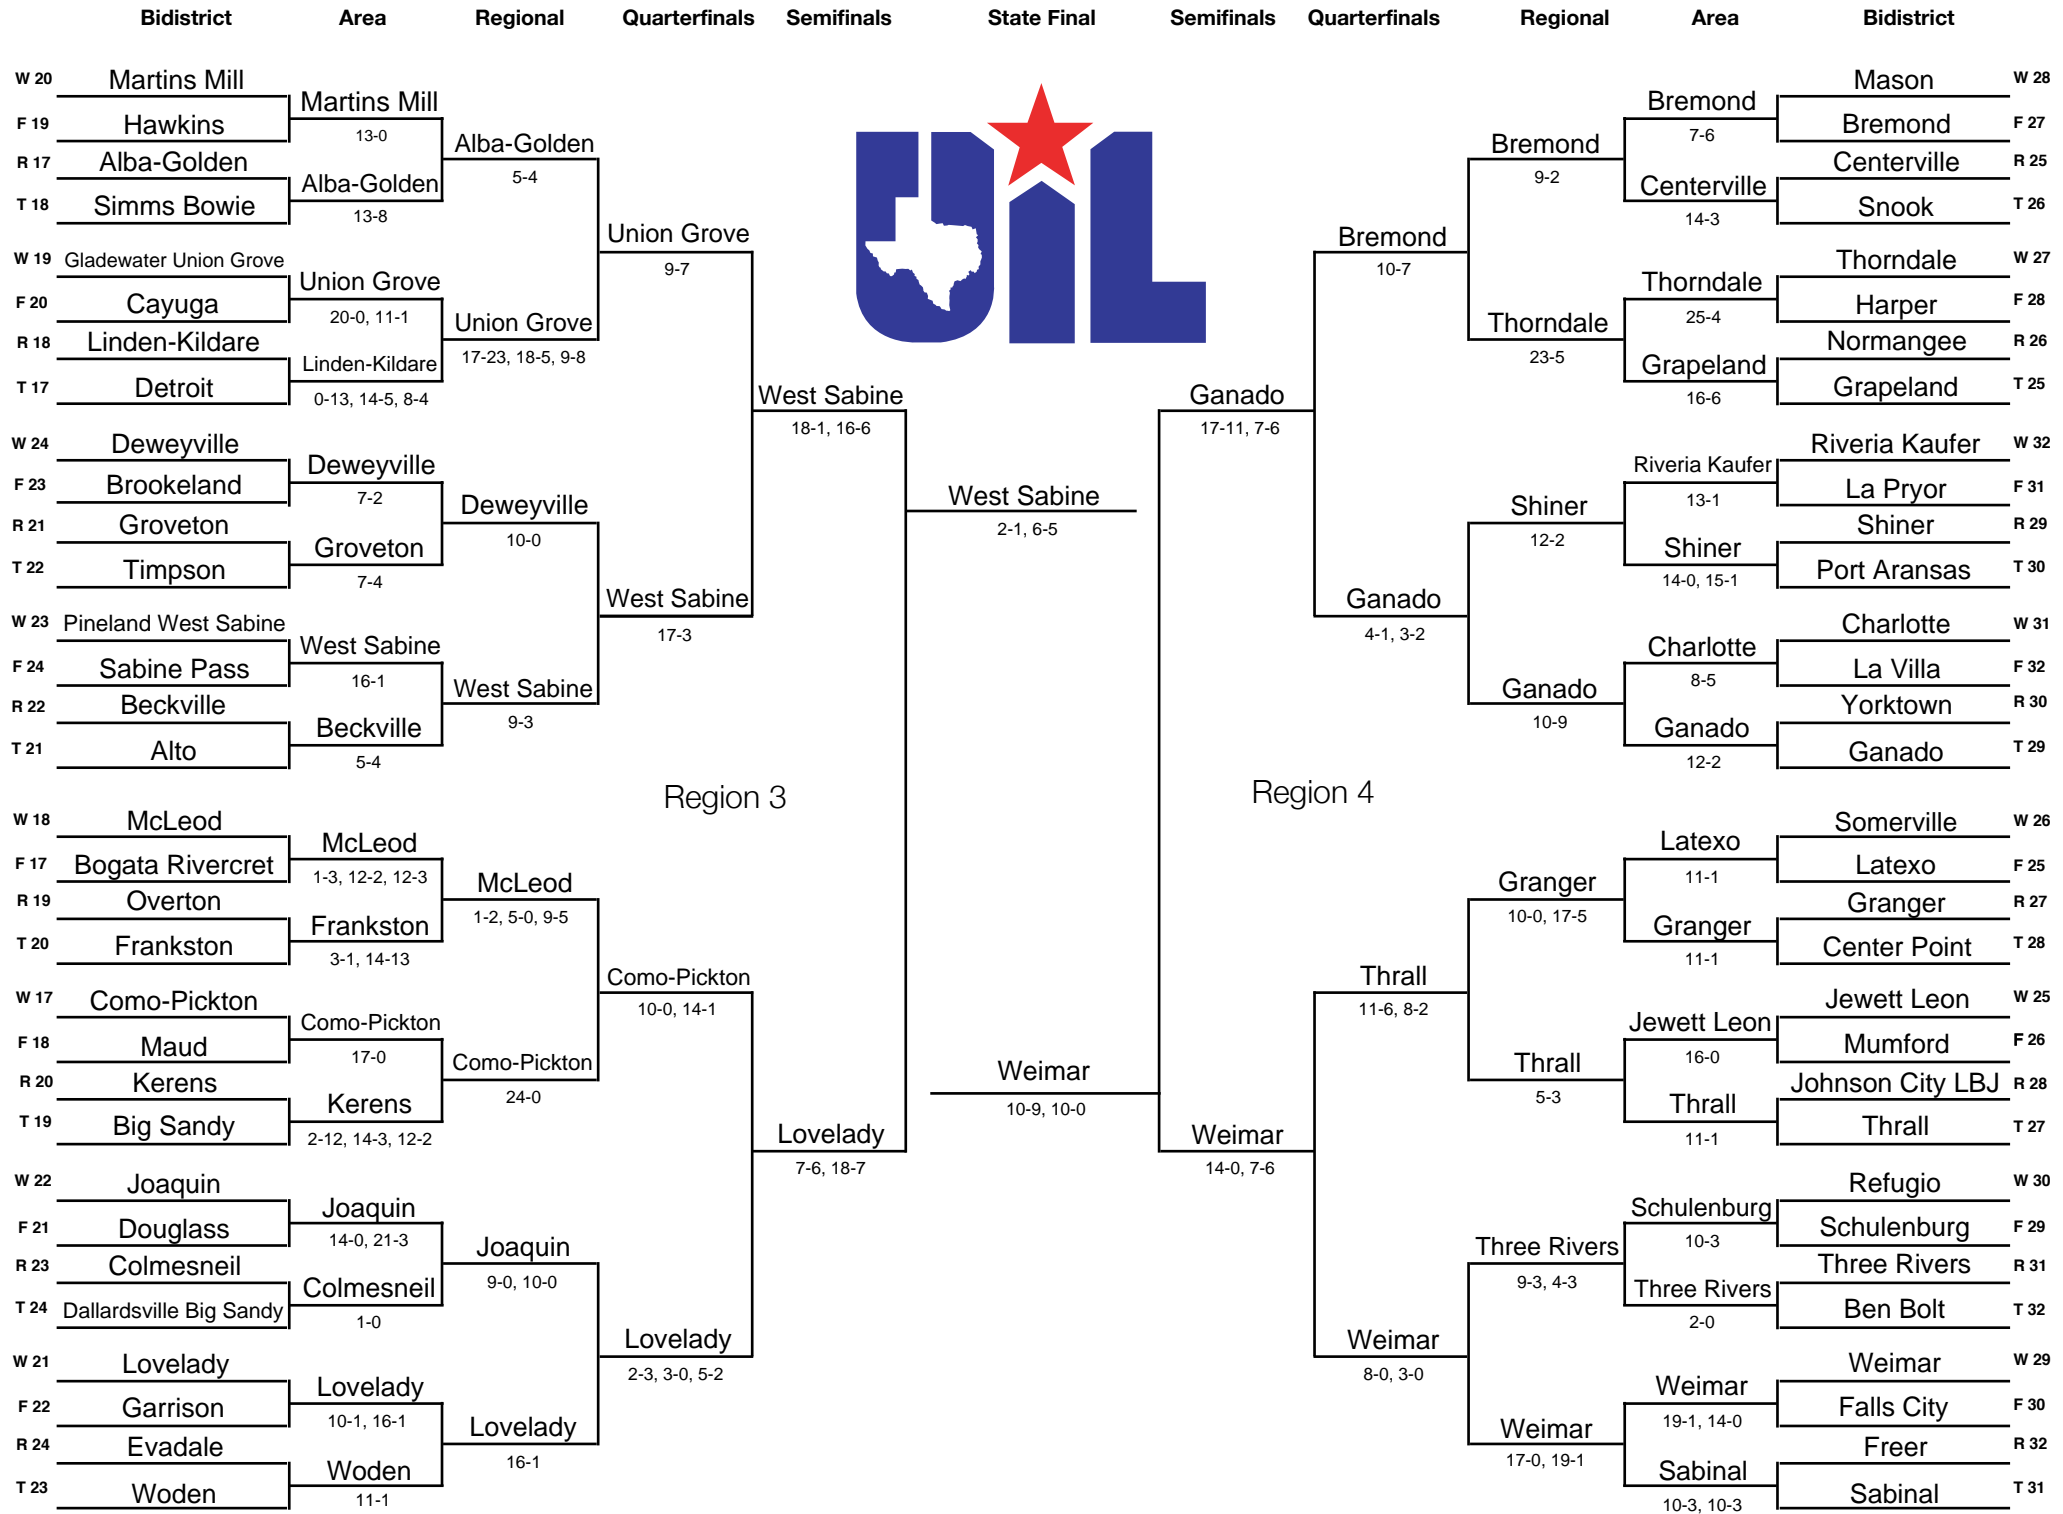 Bidistrict Area Regional Quarterfinals Semifinals State Final Semifinals Quarterfinals Regional Area Bidistrict
W 20 Martins Mill
Martins Mill
F 19 Hawkins
13-0
Alba-Golden
5-4
R 17 Alba-Golden
Alba-Golden
T 18 Simms Bowie
13-8
Union Grove
9-7
W 19 Gladewater Union Grove
Union Grove
F 20 Cayuga
20-0, 11-1
Union Grove
17-23, 18-5, 9-8
R 18 Linden-Kildare
Linden-Kildare
T 17 Detroit
0-13, 14-5, 8-4
West Sabine
18-1, 16-6
W 24 Deweyville
Deweyville
F 23 Brookeland
7-2
Deweyville
10-0
R 21 Groveton
Groveton
T 22 Timpson
7-4
West Sabine
17-3
W 23 Pineland West Sabine
West Sabine
F 24 Sabine Pass
16-1
West Sabine
9-3
R 22 Beckville
Beckville
T 21 Alto
5-4
Region 3
W 18 McLeod
McLeod
F 17 Bogata Rivercret
1-3, 12-2, 12-3
McLeod
1-2, 5-0, 9-5
R 19 Overton
Frankston
T 20 Frankston
3-1, 14-13
Como-Pickton
10-0, 14-1
W 17 Como-Pickton
Como-Pickton
F 18 Maud
17-0
Como-Pickton
24-0
R 20 Kerens
Kerens
T 19 Big Sandy
2-12, 14-3, 12-2
Lovelady
7-6, 18-7
W 22 Joaquin
Joaquin
F 21 Douglass
14-0, 21-3
Joaquin
9-0, 10-0
R 23 Colmesneil
Colmesneil
T 24 Dallardsville Big Sandy
1-0
Lovelady
2-3, 3-0, 5-2
W 21 Lovelady
Lovelady
F 22 Garrison
10-1, 16-1
Lovelady
16-1
R 24 Evadale
Woden
T 23 Woden
11-1
UIL
West Sabine
2-1, 6-5
Weimar
10-9, 10-0
Mason W 28
Bremond
7-6
Bremond F 27
Bremond
9-2
Centerville R 25
Centerville
14-3
Snook T 26
Bremond
10-7
Thorndale W 27
Thorndale
25-4
Harper F 28
Thorndale
23-5
Normangee R 26
Grapeland
16-6
Grapeland T 25
Ganado
17-11, 7-6
Riveria Kaufer W 32
Riveria Kaufer
13-1
La Pryor F 31
Shiner
12-2
Shiner R 29
Shiner
14-0, 15-1
Port Aransas T 30
Ganado
4-1, 3-2
Charlotte W 31
Charlotte
8-5
La Villa F 32
Ganado
10-9
Yorktown R 30
Ganado
12-2
Ganado T 29
Region 4
Somerville W 26
Latexo
11-1
Latexo F 25
Granger
10-0, 17-5
Granger R 27
Granger
11-1
Center Point T 28
Thrall
11-6, 8-2
Jewett Leon W 25
Jewett Leon
16-0
Mumford F 26
Thrall
5-3
Johnson City LBJ R 28
Thrall
11-1
Thrall T 27
Weimar
14-0, 7-6
Refugio W 30
Schulenburg
10-3
Schulenburg F 29
Three Rivers
9-3, 4-3
Three Rivers R 31
Three Rivers
2-0
Ben Bolt T 32
Weimar
8-0, 3-0
Weimar W 29
Weimar
19-1, 14-0
Falls City F 30
Weimar
17-0, 19-1
Freer R 32
Sabinal
10-3, 10-3
Sabinal T 31